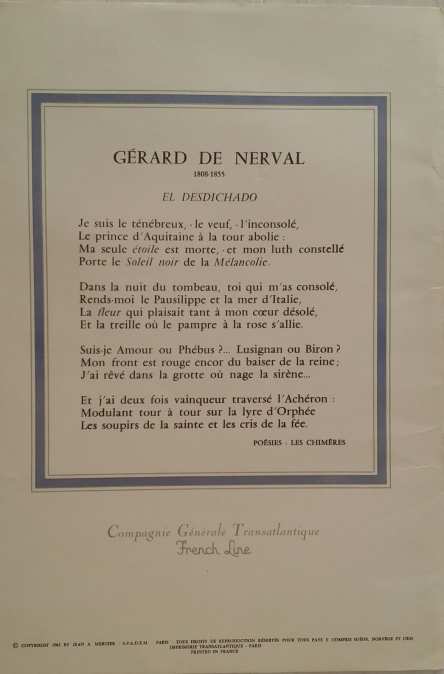 GÉRARD DE NERVAL
1808-1855
EL DESDICHADO
Je suis le ténébreux, - le veuf, - l'inconsolé,
Le prince d'Aquitaine à la tour abolie :
Ma seule étoile est morte, - et mon luth constellé
Porte le Soleil noir de la Mélancolie.
Dans la nuit du tombeau, toi qui m'as consolé,
Rends-moi le Pausilippe et la mer d'Italie,
La fleur qui plaisait tant à mon cœur désolé,
Et la treille où le pampre à la rose s'allie.
Suis-je Amour ou Phébus ?... Lusignan ou Biron ?
Mon front est rouge encor du baiser de la reine ;
J'ai rêvé dans la grotte où nage la sirène...
Et j'ai deux fois vainqueur traversé l'Achéron :
Modulant tour à tour sur la lyre d'Orphée
Les soupirs de la sainte et les cris de la fée.
POÉSIES : LES CHIMÈRES
Compagnie Générale Transatlantique
French Line
© COPYRIGHT BY JEAN A. MERCIER - S.P.A.D.E.M. - PARIS - TOUS DROITS DE REPRODUCTION RÉSERVÉS POUR TOUS PAYS Y COMPRIS SUÈDE, NORVÈGE ET
IMPRIMERIE TRANSATLANTIQUE - PARIS
PRINTED IN FRANCE